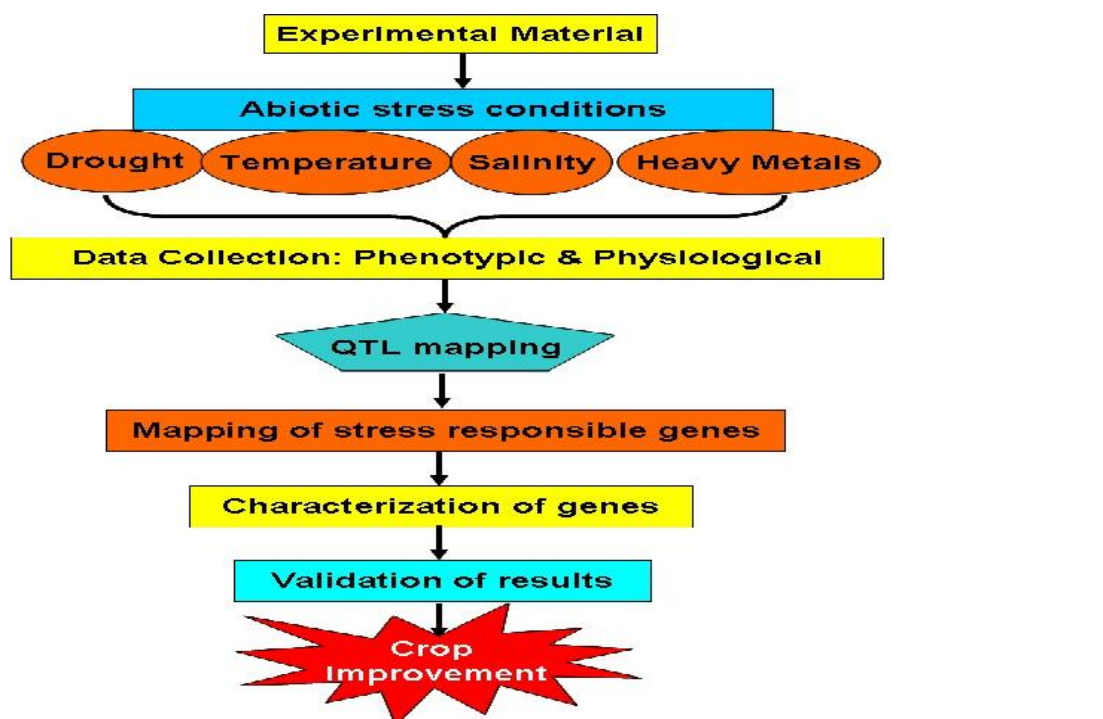 Experimental Material
Abiotic stress conditions
Drought Temperature Salinity Heavy Metals
Data Collection: Phenotypic & Physiological
QTL mapping
Mapping of stress responsible genes
Characterization of genes
Validation of results
Crop
Improvement